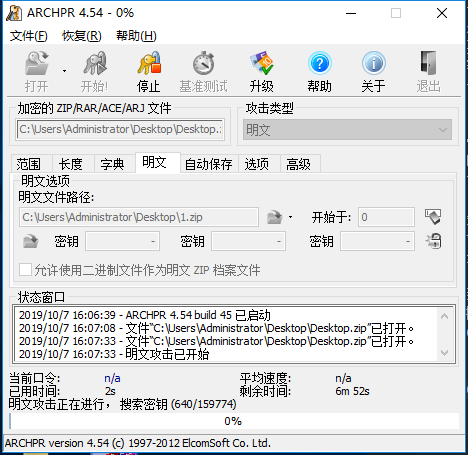 ARCHPR 4.54 - 0%
文件(F) 恢复(R) 帮助(H)
打开 开始! 停止 基准测试 升级 帮助 关于 退出
加密的 ZIP/RAR/ACE/ARJ 文件 攻击类型
C:\Users\Administrator\Desktop\Desktop.z 明文
范围 长度 字典 明文 自动保存 选项 高级
明文选项
明文文件路径:
C:\Users\Administrator\Desktop\1.zip 开始于: 0
密钥 - 密钥 - 密钥 -
允许使用二进制文件作为明文 ZIP 档案文件
状态窗口
2019/10/7 16:06:39 - ARCHPR 4.54 build 45 已启动
2019/10/7 16:07:08 - 文件“C:\Users\Administrator\Desktop\Desktop.zip”已打开。
2019/10/7 16:07:33 - 文件“C:\Users\Administrator\Desktop\Desktop.zip”已打开。
2019/10/7 16:07:33 - 明文攻击已开始
当前口令: n/a 平均速度: n/a
已用时间: 2s 剩余时间: 6m 52s
明文攻击正在进行，搜索密钥 (640/159774)
0%
ARCHPR version 4.54 (c) 1997-2012 ElcomSoft Co. Ltd.